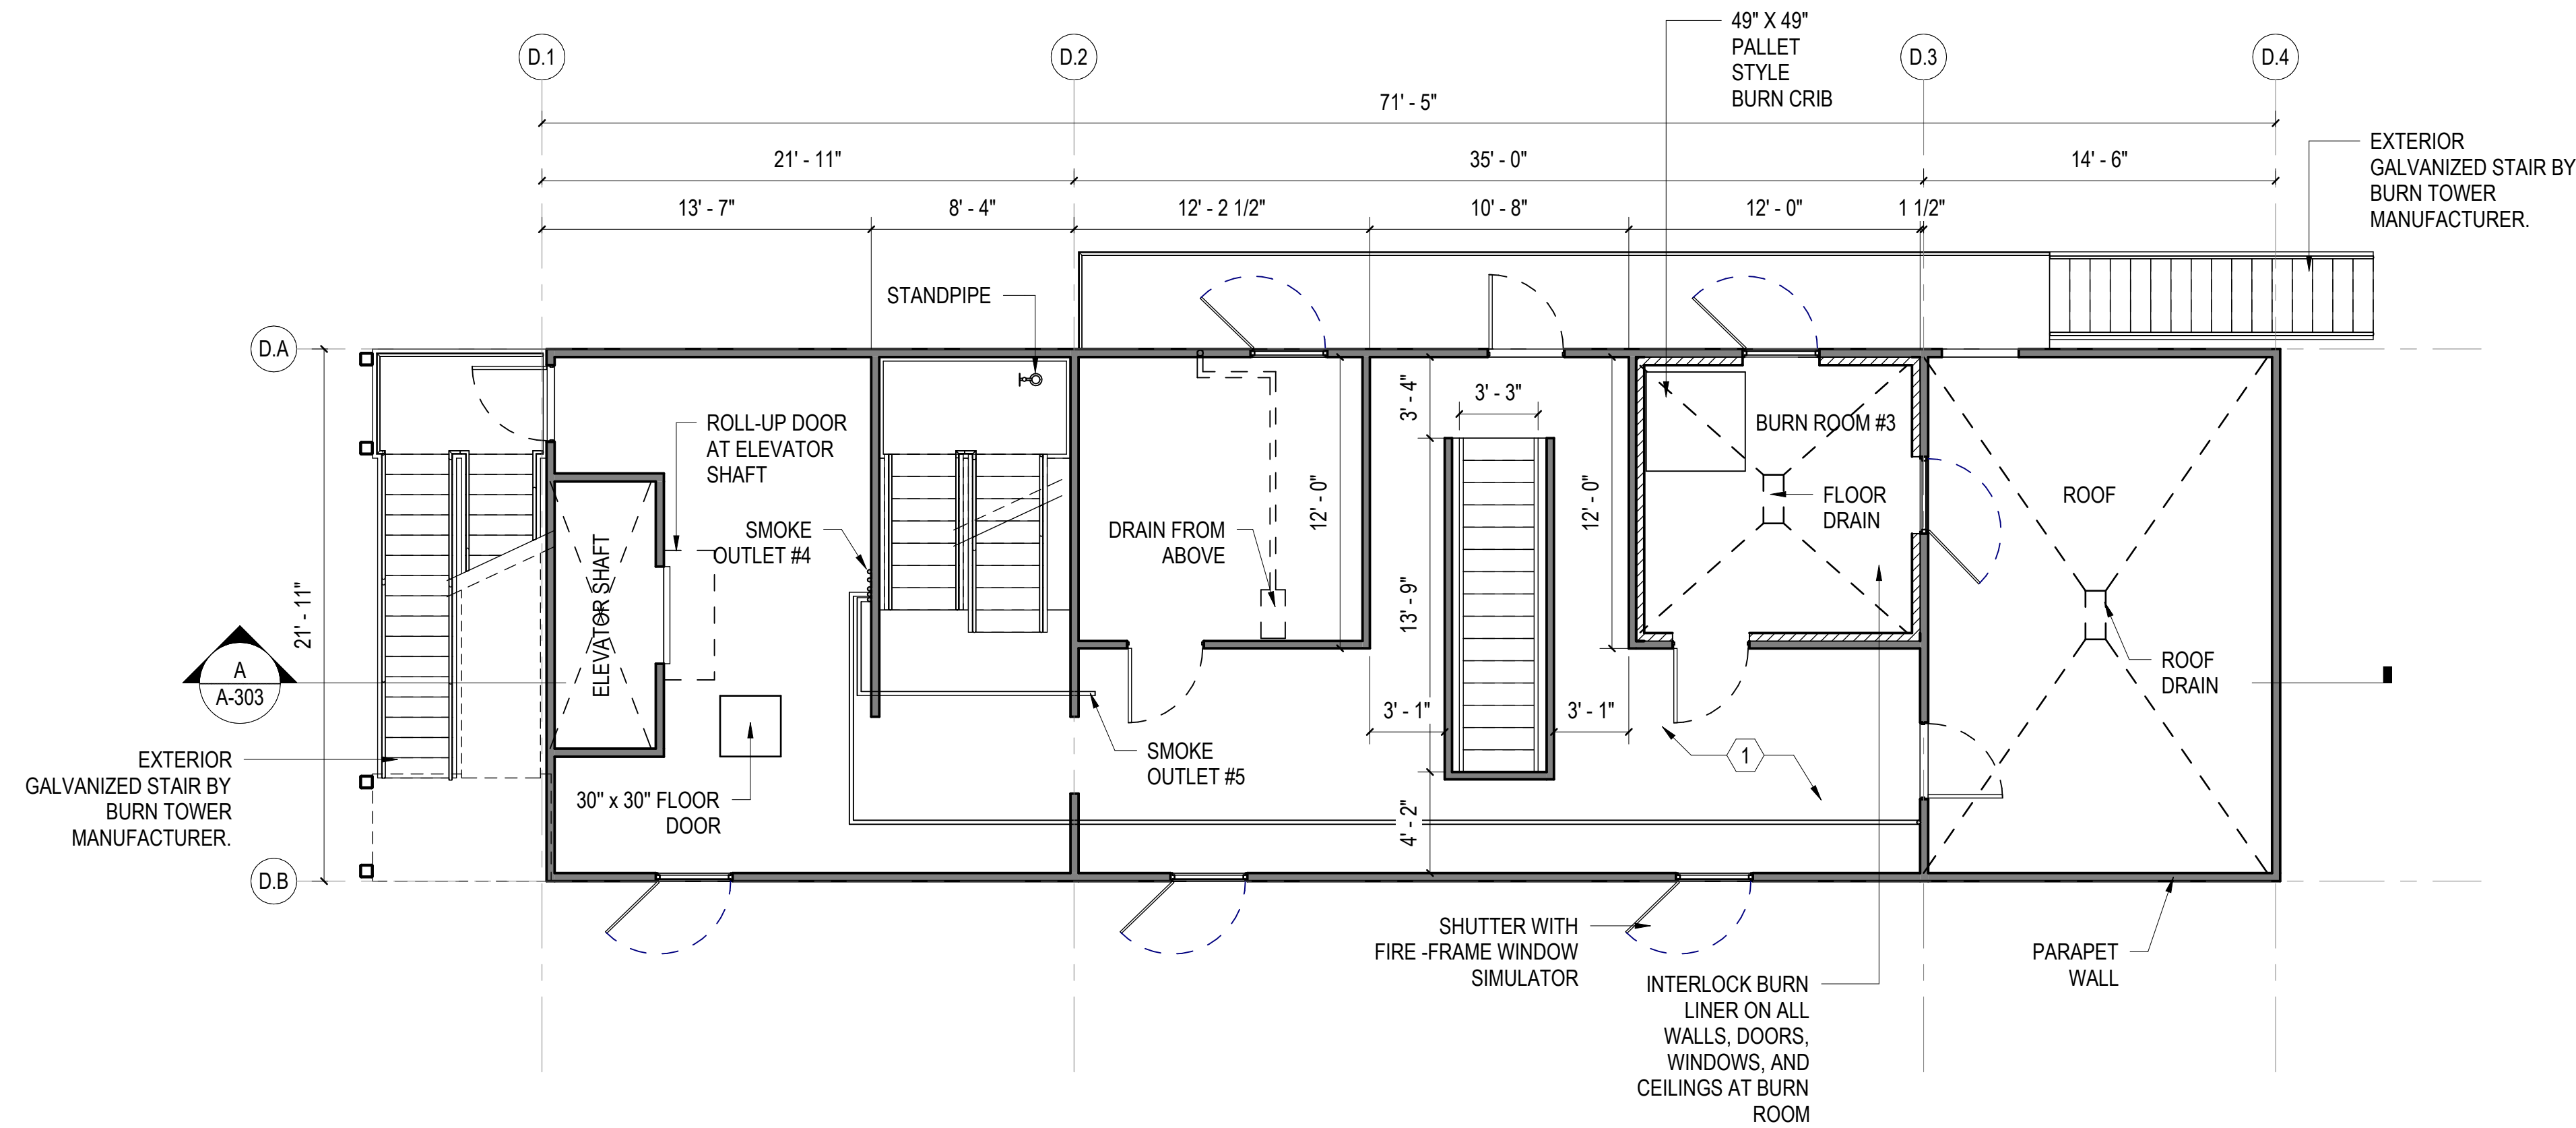 49" X 49"
PALLET
STYLE
BURN CRIB
D.1
D.2
D.3
D.4
71' - 5"
EXTERIOR
GALVANIZED STAIR BY
BURN TOWER
MANUFACTURER.
21' - 11"
35' - 0"
14' - 6"
13' - 7"
8' - 4"
12' - 2 1/2"
10' - 8"
12' - 0"
1 1/2"
STANDPIPE
D.A
3' - 4"
3' - 3"
ROLL-UP DOOR
AT ELEVATOR
SHAFT
BURN ROOM #3
FLOOR
DRAIN
ROOF
12' - 0"
12' - 0"
SMOKE
OUTLET #4
DRAIN FROM
ABOVE
ELEVATOR SHAFT
21' - 11"
13' - 9"
A
A-303
ROOF
DRAIN
3' - 1"
3' - 1"
SMOKE
OUTLET #5
1
EXTERIOR
GALVANIZED STAIR BY
BURN TOWER
MANUFACTURER.
30" x 30" FLOOR
DOOR
4' - 2"
D.B
SHUTTER WITH
FIRE -FRAME WINDOW
SIMULATOR
PARAPET
WALL
INTERLOCK BURN
LINER ON ALL
WALLS, DOORS,
WINDOWS, AND
CEILINGS AT BURN
ROOM